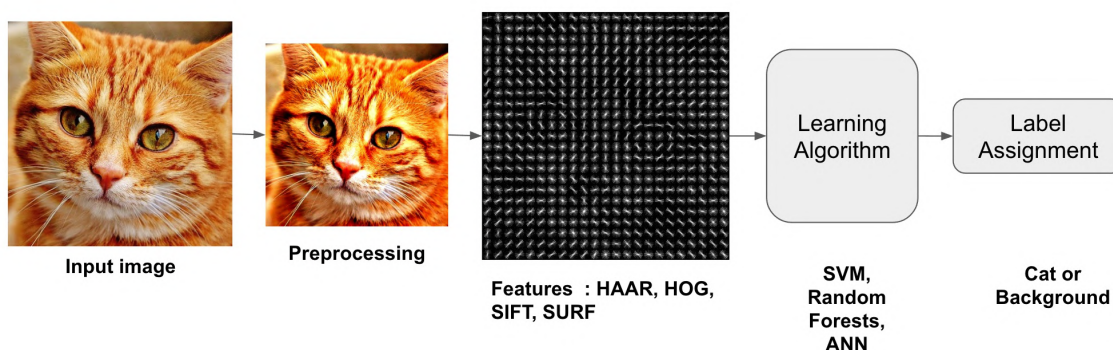 Input image
Preprocessing
Features : HAAR, HOG,
SIFT, SURF
Learning
Algorithm
SVM,
Random
Forests,
ANN
Label
Assignment
Cat or
Background